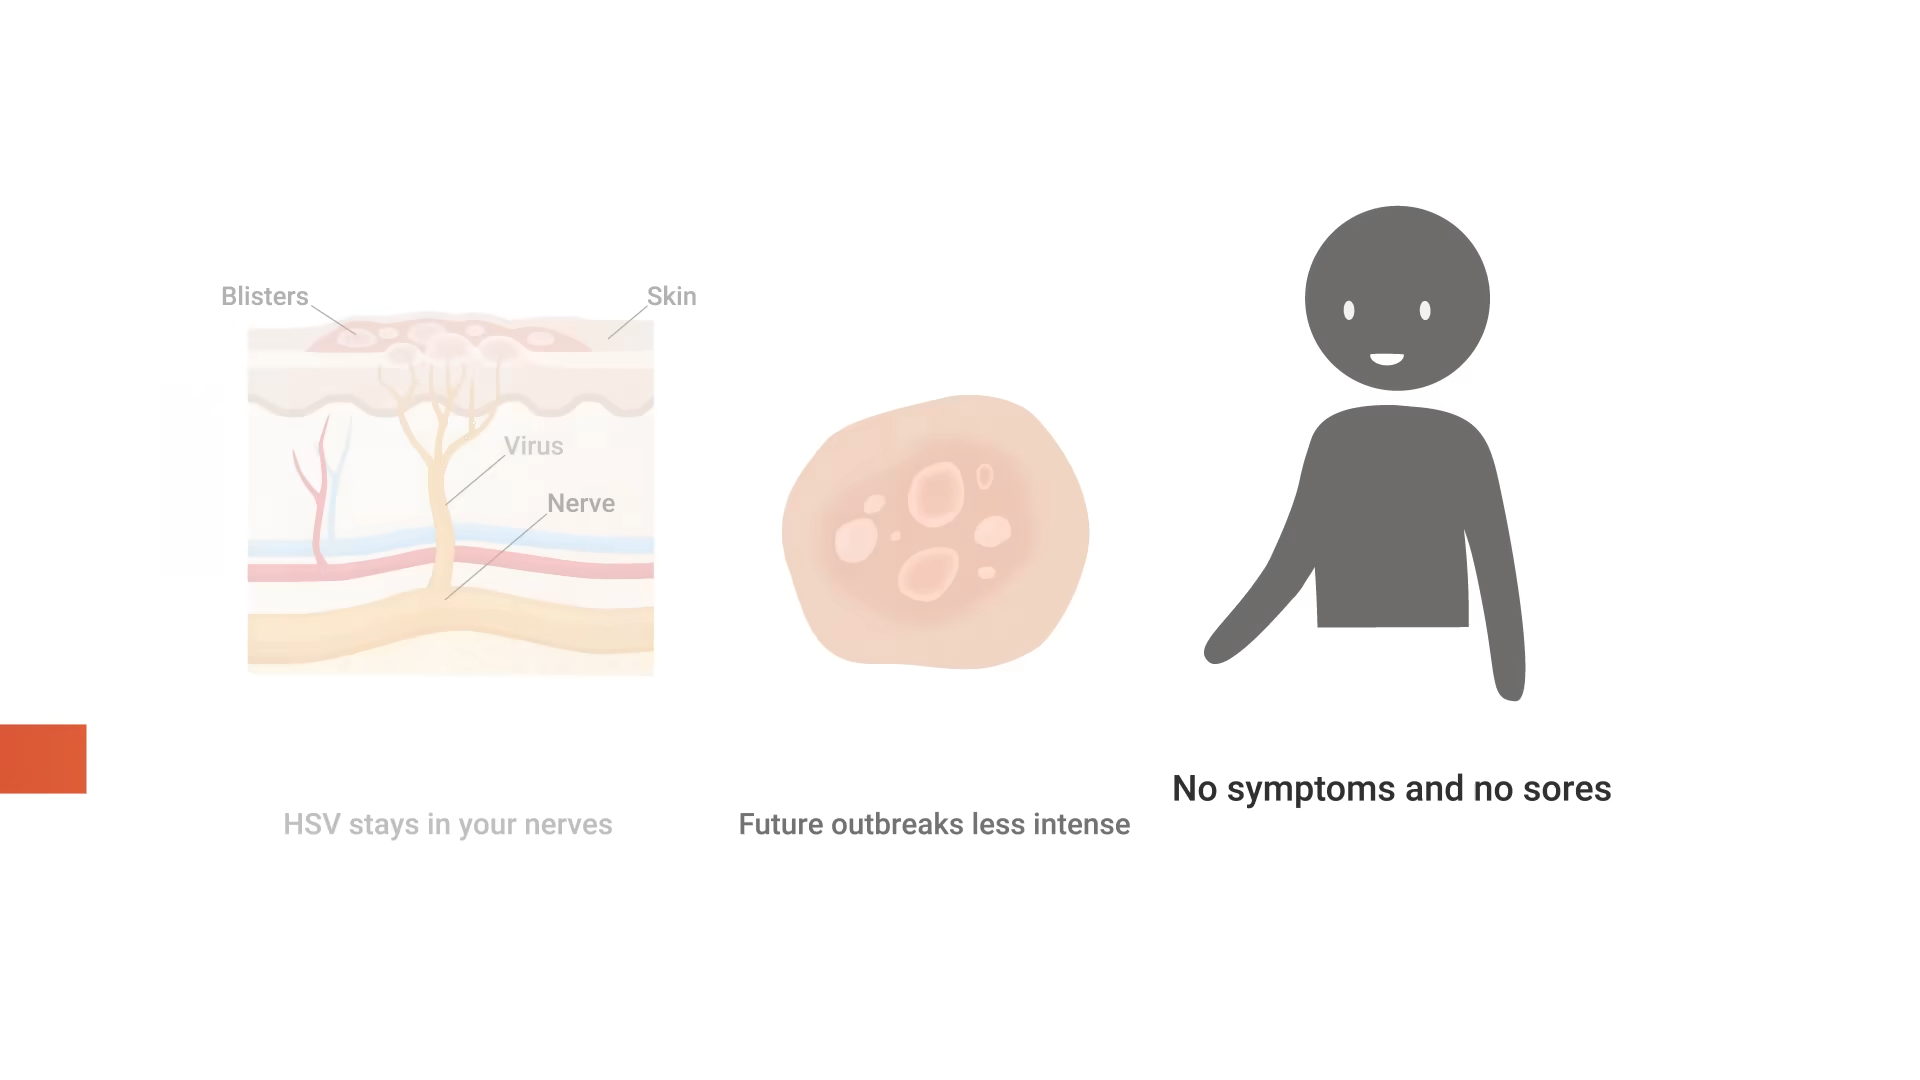 Blisters
Skin
Virus
Nerve
HSV stays in your nerves
Future outbreaks less intense
No symptoms and no sores